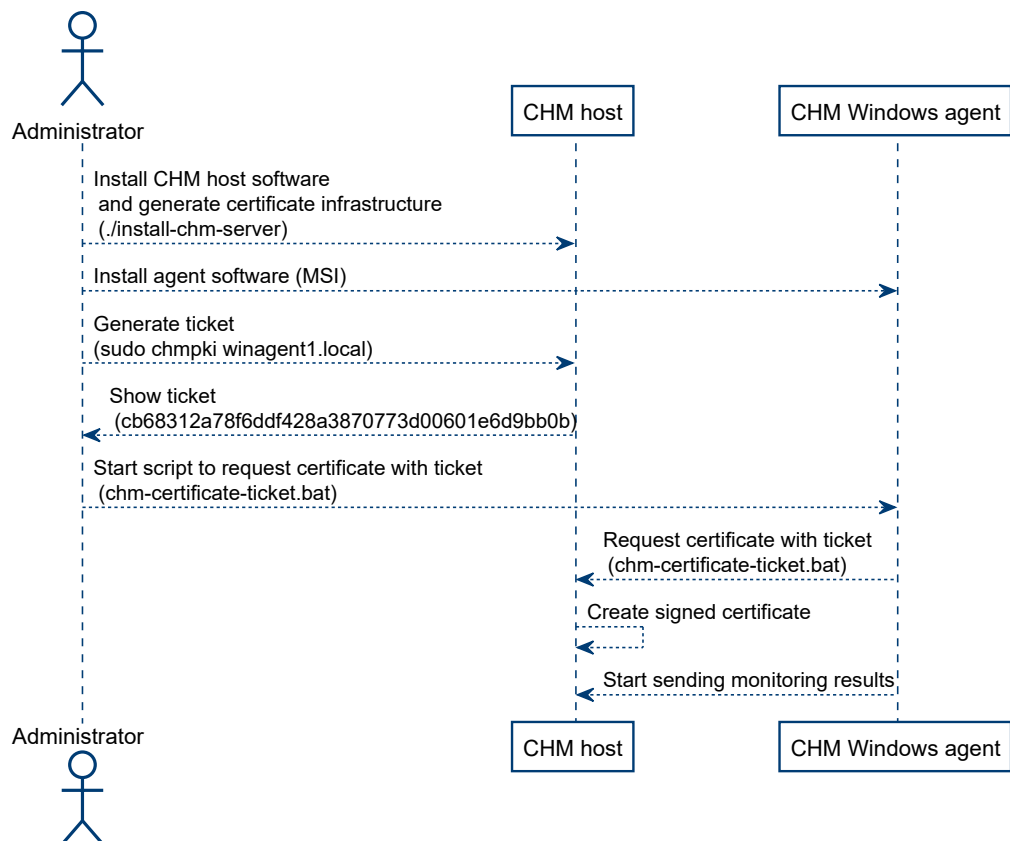 Administrator
CHM host
CHM Windows agent
Install CHM host software
and generate certificate infrastructure
(./install-chm-server)
Install agent software (MSI)
Generate ticket
(sudo chmpki winagent1.local)
Show ticket
(cb68312a78f6ddf428a3870773d00601e6d9bb0b)
Start script to request certificate with ticket
(chm-certificate-ticket.bat)
Request certificate with ticket
(chm-certificate-ticket.bat)
Create signed certificate
Start sending monitoring results
Administrator
CHM host
CHM Windows agent